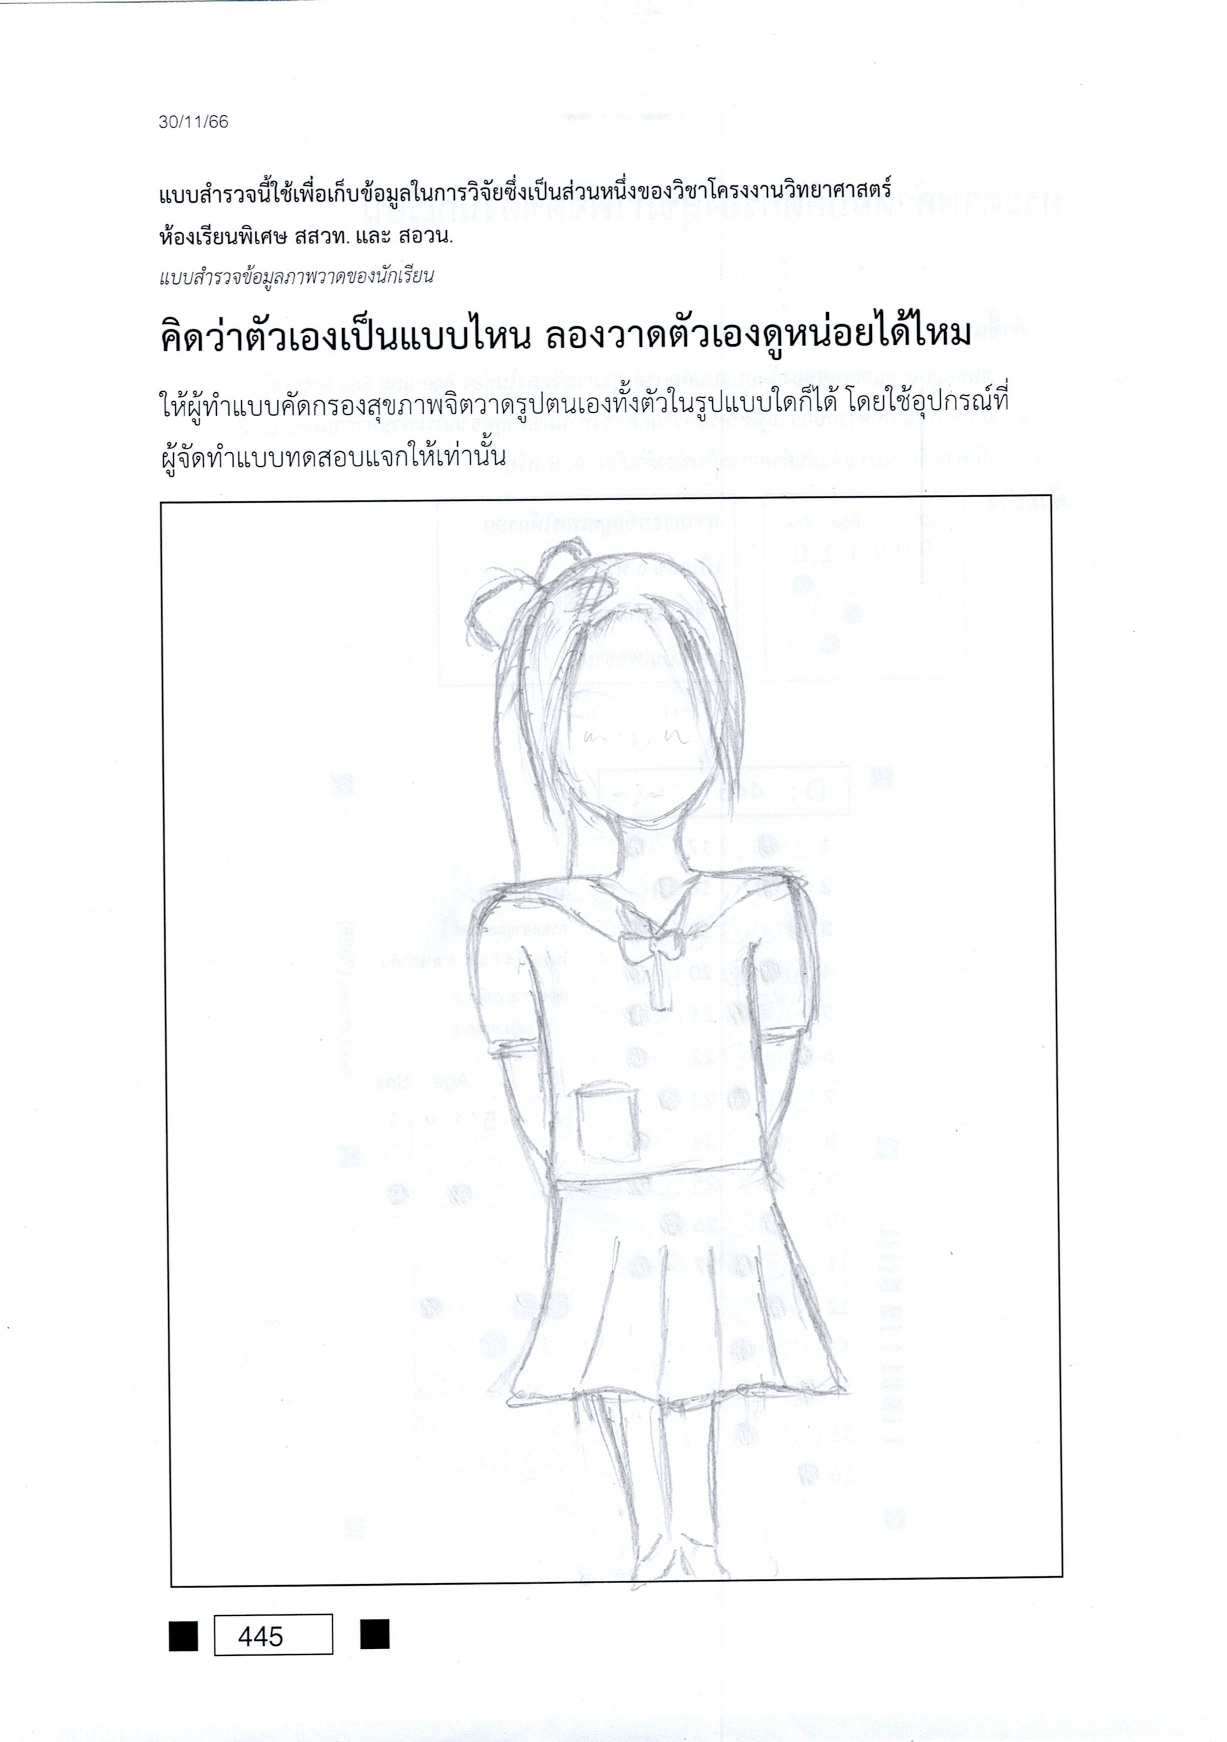 30/11/66
แบบสำรวจนี้ใช้เพื่อเก็บข้อมูลในการวิจัยซึ่งเป็นส่วนหนึ่งของวิชาโครงงานวิทยาศาสตร์
ห้องเรียนพิเศษ สสวท. และ สอวน.
แบบสำรวจข้อมูลภาพวาดของนักเรียน
คิดว่าตัวเองเป็นแบบไหน ลองวาดตัวเองดูหน่อยได้ไหม
ให้ผู้ทำแบบคัดกรองสุขภาพจิตวาดรูปตนเองทั้งตัวในรูปแบบใดก็ได้ โดยใช้อุปกรณ์ที่
ผู้จัดทำแบบทดสอบแจกให้เท่านั้น
445